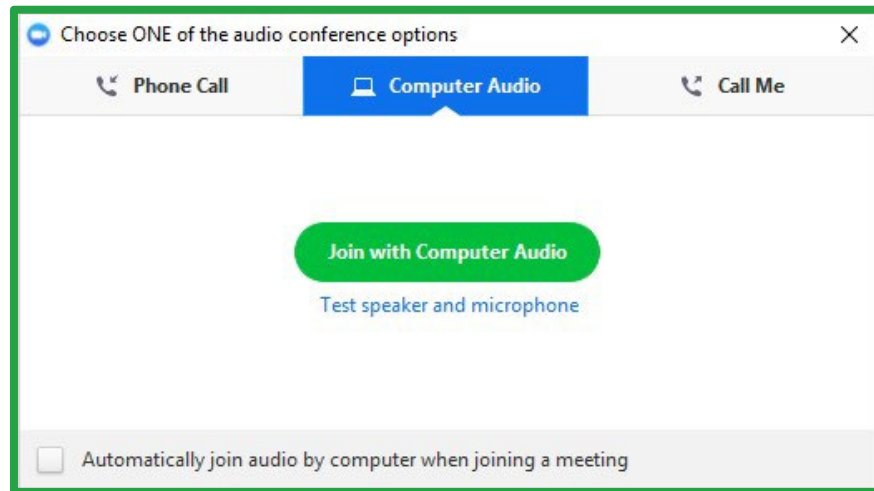 Choose ONE of the audio conference options
Phone Call
Computer Audio
Call Me
Join with Computer Audio
Test speaker and microphone
Automatically join audio by computer when joining a meeting